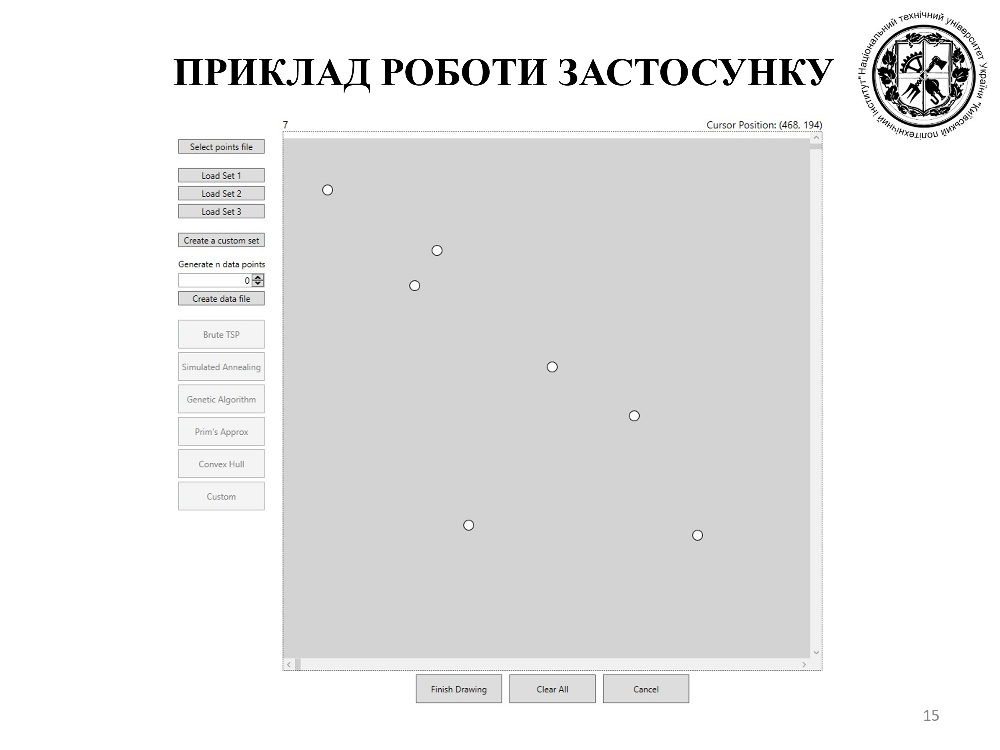 ПРИКЛАД РОБОТИ ЗАСТОСУНКУ
Національний технічний університет України "Київський політехнічний інститут"
7
Cursor Position: (468, 194)
Select points file
Load Set 1
Load Set 2
Load Set 3
Create a custom set
Generate n data points
0
Create data file
Brute TSP
Simulated Annealing
Genetic Algorithm
Prim's Approx
Convex Hull
Custom
Finish Drawing
Clear All
Cancel
15